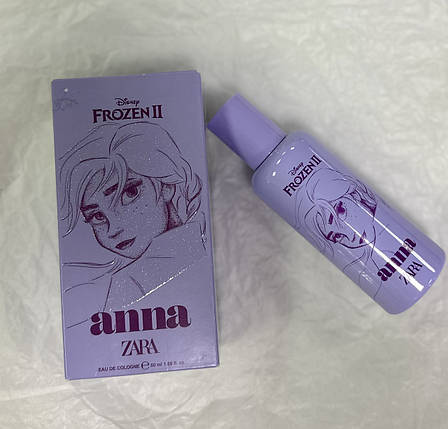 Disney
FROZEN II
anna
ZARA
EAU DE COLOGNE ℮ 50 ml 1.69 fl. oz
Disney
FROZEN II
anna
ZARA